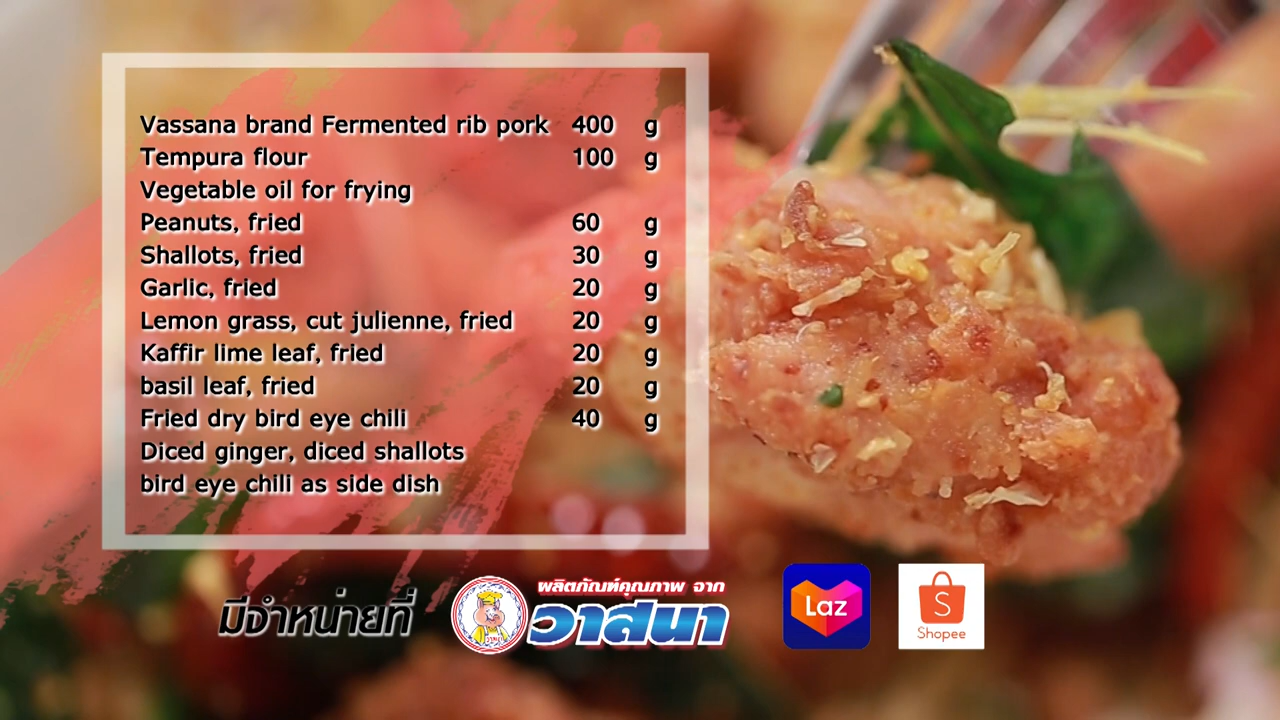 Vassana brand Fermented rib pork 400 g
Tempura flour 100 g
Vegetable oil for frying
Peanuts, fried 60 g
Shallots, fried 30 g
Garlic, fried 20 g
Lemon grass, cut julienne, fried 20 g
Kaffir lime leaf, fried 20 g
basil leaf, fried 20 g
Fried dry bird eye chili 40 g
Diced ginger, diced shallots
bird eye chili as side dish
มีจำหน่ายที่
ผลิตภัณฑ์คุณภาพ จาก
วาสนา
Laz
S
Shopee